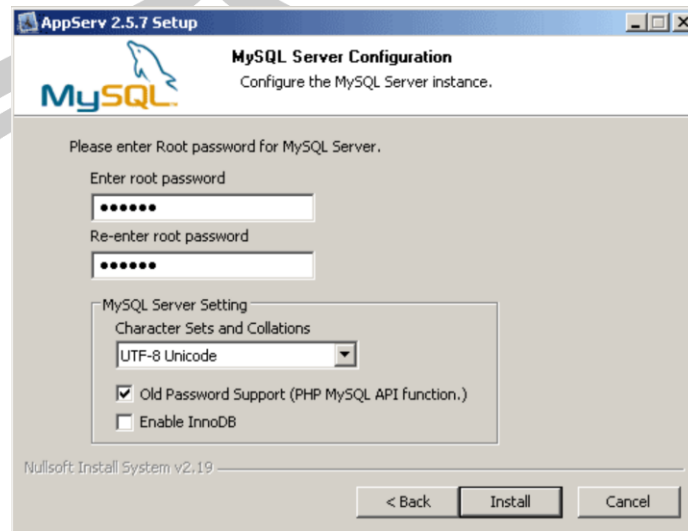 AppServ 2.5.7 Setup
MySQL
MySQL Server Configuration
Configure the MySQL Server instance.
Please enter Root password for MySQL Server.
Enter root password
••••••
Re-enter root password
••••••
MySQL Server Setting
Character Sets and Collations
UTF-8 Unicode
Old Password Support (PHP MySQL API function.)
Enable InnoDB
Nullsoft Install System v2.19
< Back Install Cancel